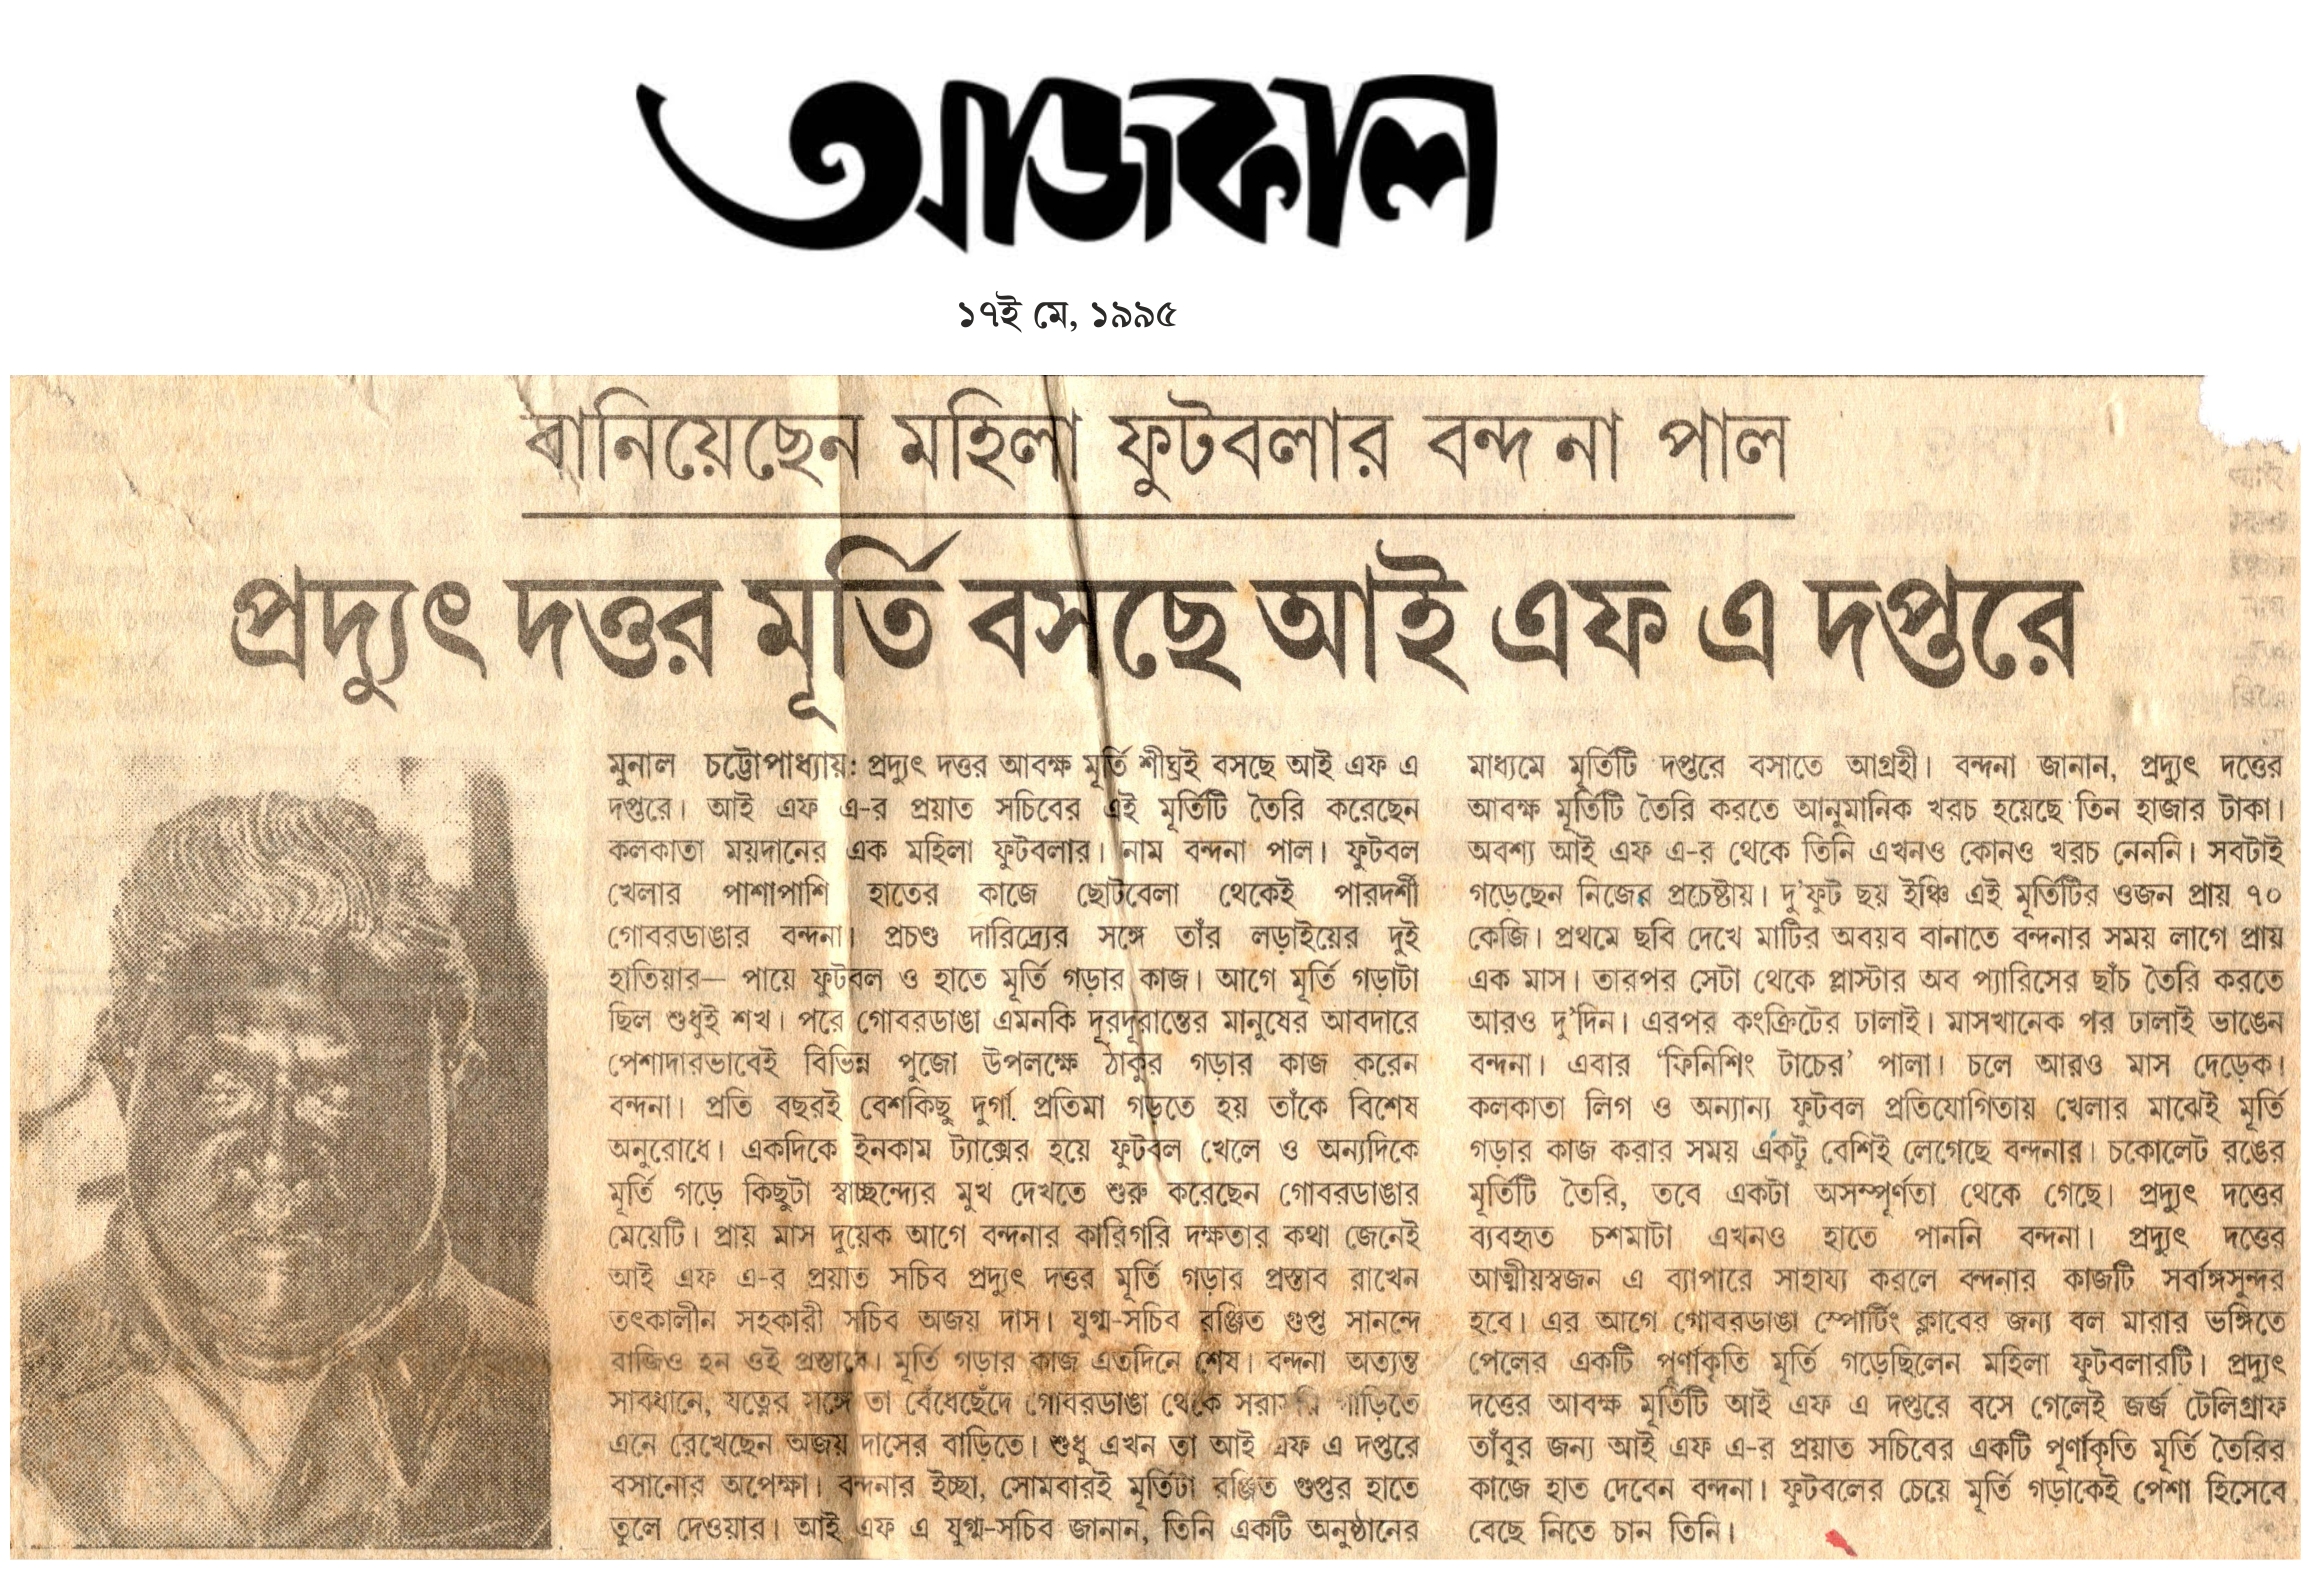 আজকাল
১৭ই মে, ১৯৯৫
বানিয়েছেন মহিলা ফুটবলার বন্দনা পাল
প্রদ্যুৎ দত্তর মূর্তি বসছে আই এফ এ দপ্তরে
মুনাল চট্টোপাধ্যায়: প্রদ্যুৎ দত্তর আবক্ষ মূর্তি শীঘ্রই বসছে আই এফ এ
দপ্তরে। আই এফ এ-র প্রয়াত সচিবের এই মূর্তিটি তৈরি করেছেন
কলকাতা ময়দানের এক মহিলা ফুটবলার। নাম বন্দনা পাল। ফুটবল
খেলার পাশাপাশি হাতের কাজে ছোটবেলা থেকেই পারদর্শী
গোবরডাঙার বন্দনা। প্রচণ্ড দারিদ্র্যের সঙ্গে তাঁর লড়াইয়ের দুই
হাতিয়ার— পায়ে ফুটবল ও হাতে মূর্তি গড়ার কাজ। আগে মূর্তি গড়াটা
ছিল শুধুই শখ। পরে গোবরডাঙা এমনকি দূরদূরান্তের মানুষের আবদারে
পেশাদারভাবেই বিভিন্ন পুজো উপলক্ষে ঠাকুর গড়ার কাজ করেন
বন্দনা। প্রতি বছরই বেশকিছু দুর্গা প্রতিমা গড়তে হয় তাঁকে বিশেষ
অনুরোধে। একদিকে ইনকাম ট্যাক্সের হয়ে ফুটবল খেলে ও অন্যদিকে
মূর্তি গড়ে কিছুটা স্বাচ্ছন্দ্যের মুখ দেখতে শুরু করেছেন গোবরডাঙার
মেয়েটি। প্রায় মাস দুয়েক আগে বন্দনার কারিগরি দক্ষতার কথা জেনেই
আই এফ এ-র প্রয়াত সচিব প্রদ্যুৎ দত্তর মূর্তি গড়ার প্রস্তাব রাখেন
তৎকালীন সহকারী সচিব অজয় দাস। যুগ্ম-সচিব রঞ্জিত গুপ্ত সানন্দে
রাজিও হন ওই প্রস্তাবে। মূর্তি গড়ার কাজ এতদিনে শেষ। বন্দনা অত্যন্ত
সাবধানে, যত্নের সঙ্গে তা বেঁধেছেঁদে গোবরডাঙা থেকে সরাসরি গাড়িতে
এনে রেখেছেন অজয় দাসের বাড়িতে। শুধু এখন তা আই এফ এ দপ্তরে
বসানোর অপেক্ষা। বন্দনার ইচ্ছা, সোমবারই মূর্তিটা রঞ্জিত গুপ্তর হাতে
তুলে দেওয়ার। আই এফ এ যুগ্ম-সচিব জানান, তিনি একটি অনুষ্ঠানের
মাধ্যমে মূর্তিটি দপ্তরে বসাতে আগ্রহী। বন্দনা জানান, প্রদ্যুৎ দত্তের
আবক্ষ মূর্তিটি তৈরি করতে আনুমানিক খরচ হয়েছে তিন হাজার টাকা।
অবশ্য আই এফ এ-র থেকে তিনি এখনও কোনও খরচ নেননি। সবটাই
গড়েছেন নিজের প্রচেষ্টায়। দু'ফুট ছয় ইঞ্চি এই মূর্তিটির ওজন প্রায় ৭০
কেজি। প্রথমে ছবি দেখে মাটির অবয়ব বানাতে বন্দনার সময় লাগে প্রায়
এক মাস। তারপর সেটা থেকে প্লাস্টার অব প্যারিসের ছাঁচ তৈরি করতে
আরও দু'দিন। এরপর কংক্রিটের ঢালাই। মাসখানেক পর ঢালাই ভাঙেন
বন্দনা। এবার ‘ফিনিশিং টাচের’ পালা। চলে আরও মাস দেড়েক।
কলকাতা লিগ ও অন্যান্য ফুটবল প্রতিযোগিতায় খেলার মাঝেই মূর্তি
গড়ার কাজ করার সময় একটু বেশিই লেগেছে বন্দনার। চকোলেট রঙের
মূর্তিটি তৈরি, তবে একটা অসম্পূর্ণতা থেকে গেছে। প্রদ্যুৎ দত্তের
ব্যবহৃত চশমাটা এখনও হাতে পাননি বন্দনা। প্রদ্যুৎ দত্তের
আত্মীয়স্বজন এ ব্যাপারে সাহায্য করলে বন্দনার কাজটি সর্বাঙ্গসুন্দর
হবে। এর আগে গোবরডাঙা স্পোর্টিং ক্লাবের জন্য বল মারার ভঙ্গিতে
পেলের একটি পূর্ণাকৃতি মূর্তি গড়েছিলেন মহিলা ফুটবলারটি। প্রদ্যুৎ
দত্তের আবক্ষ মূর্তিটি আই এফ এ দপ্তরে বসে গেলেই জর্জ টেলিগ্রাফ
তাঁবুর জন্য আই এফ এ-র প্রয়াত সচিবের একটি পূর্ণাকৃতি মূর্তি তৈরির
কাজে হাত দেবেন বন্দনা। ফুটবলের চেয়ে মূর্তি গড়াকেই পেশা হিসেবে
বেছে নিতে চান তিনি।